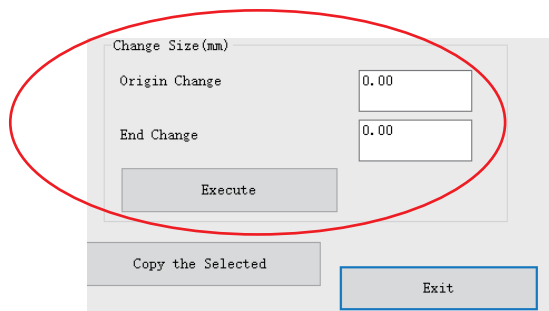 Change Size(mm)
Origin Change
0.00
End Change
0.00
Execute
Copy the Selected
Exit